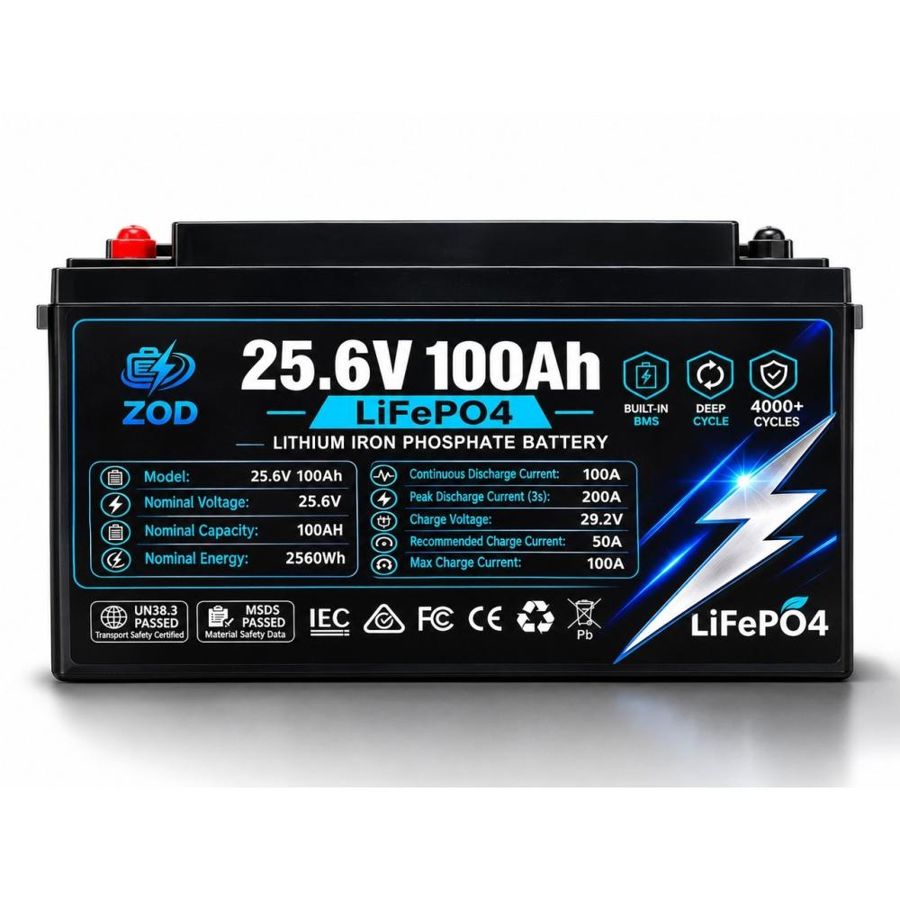 ZOD
25.6V 100Ah
LiFePO4
LITHIUM IRON PHOSPHATE BATTERY
BUILT-IN
BMS
DEEP
CYCLE
4000+
CYCLES
Model: 25.6V 100Ah
Nominal Voltage: 25.6V
Nominal Capacity: 100AH
Nominal Energy: 2560Wh
Continuous Discharge Current: 100A
Peak Discharge Current (3s): 200A
Charge Voltage: 29.2V
Recommended Charge Current: 50A
Max Charge Current: 100A
UN38.3
PASSED
Transport Safety Certified
MSDS
PASSED
Material Safety Data
IEC
FC
CE
Pb
LiFePO4